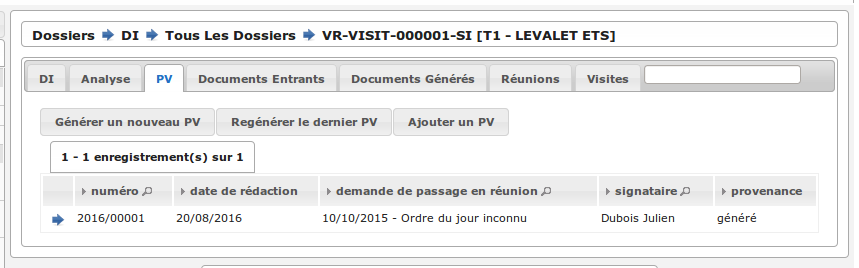 Dossiers DI Tous Les Dossiers VR-VISIT-000001-SI [T1 - LEVALET ETS]
DI Analyse PV Documents Entrants Documents Générés Réunions Visites
Générer un nouveau PV Regénérer le dernier PV Ajouter un PV
1 - 1 enregistrement(s) sur 1
numéro date de rédaction demande de passage en réunion signataire provenance
2016/00001 20/08/2016 10/10/2015 - Ordre du jour inconnu Dubois Julien généré